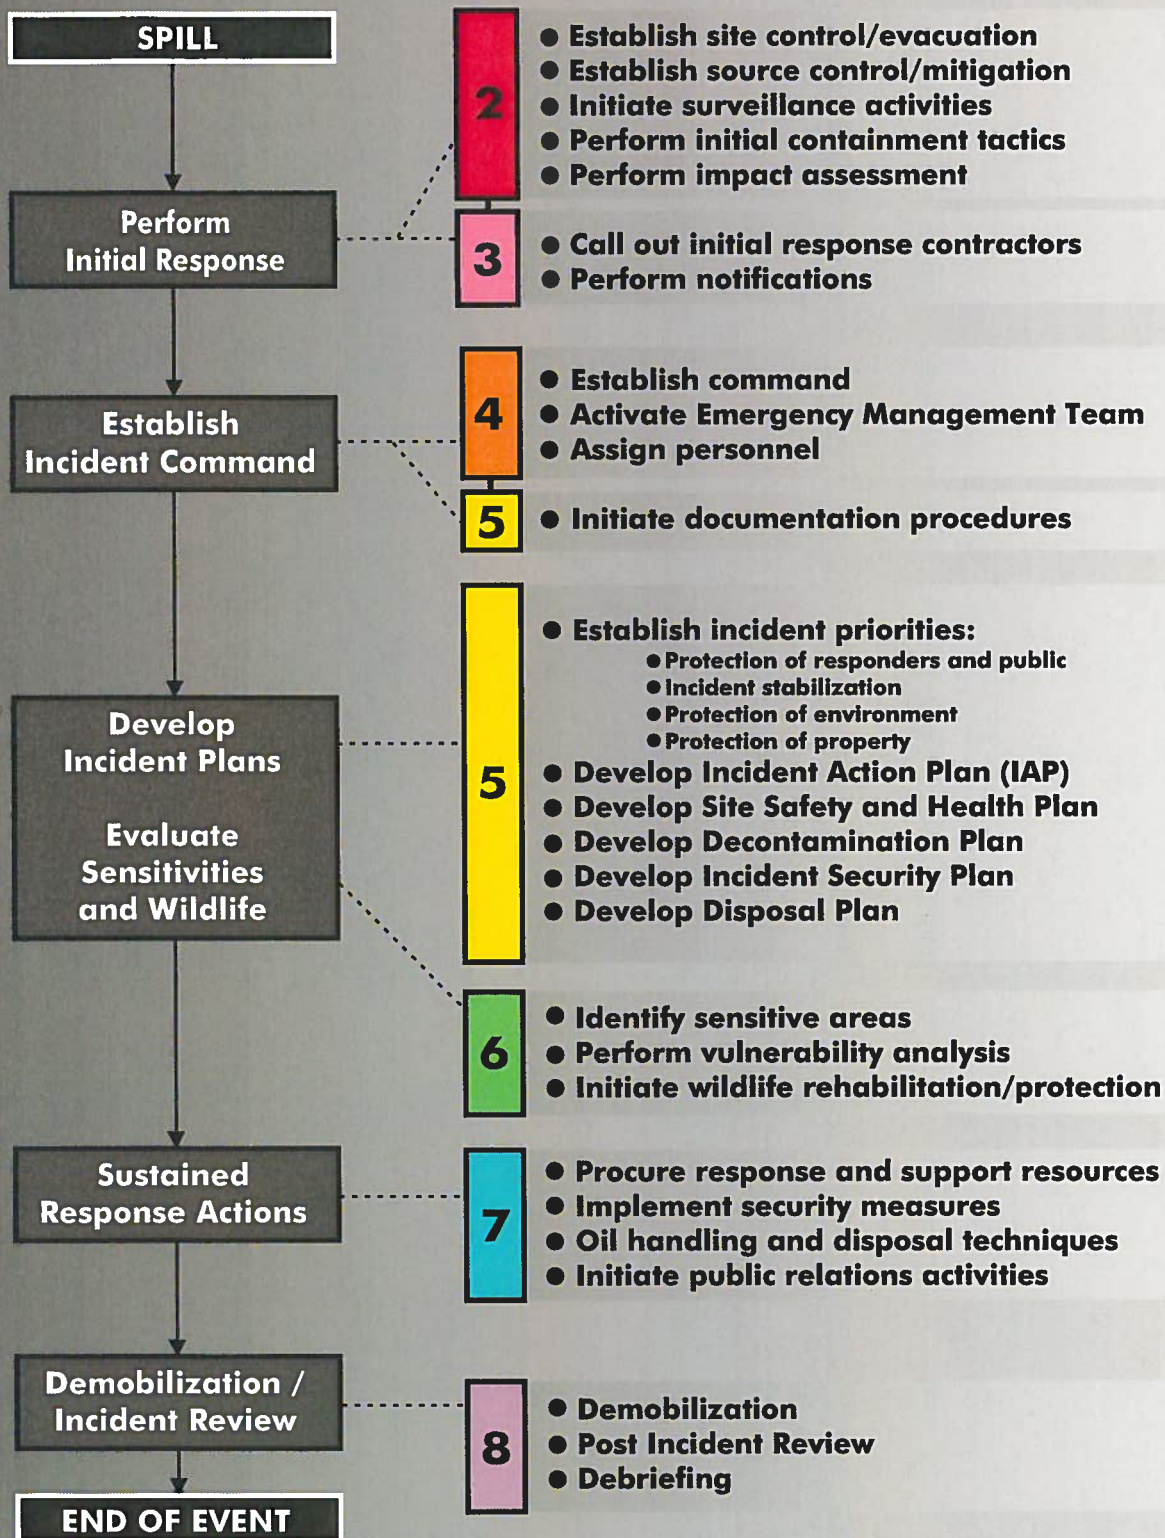 SPILL
2
● Establish site control/evacuation
● Establish source control/mitigation
● Initiate surveillance activities
● Perform initial containment tactics
● Perform impact assessment
Perform
Initial Response
3
● Call out initial response contractors
● Perform notifications
Establish
Incident Command
4
● Establish command
● Activate Emergency Management Team
● Assign personnel
5
● Initiate documentation procedures
Develop
Incident Plans
Evaluate
Sensitivities
and Wildlife
5
● Establish incident priorities:
● Protection of responders and public
● Incident stabilization
● Protection of environment
● Protection of property
● Develop Incident Action Plan (IAP)
● Develop Site Safety and Health Plan
● Develop Decontamination Plan
● Develop Incident Security Plan
● Develop Disposal Plan
6
● Identify sensitive areas
● Perform vulnerability analysis
● Initiate wildlife rehabilitation/protection
Sustained
Response Actions
7
● Procure response and support resources
● Implement security measures
● Oil handling and disposal techniques
● Initiate public relations activities
Demobilization /
Incident Review
8
● Demobilization
● Post Incident Review
● Debriefing
END OF EVENT